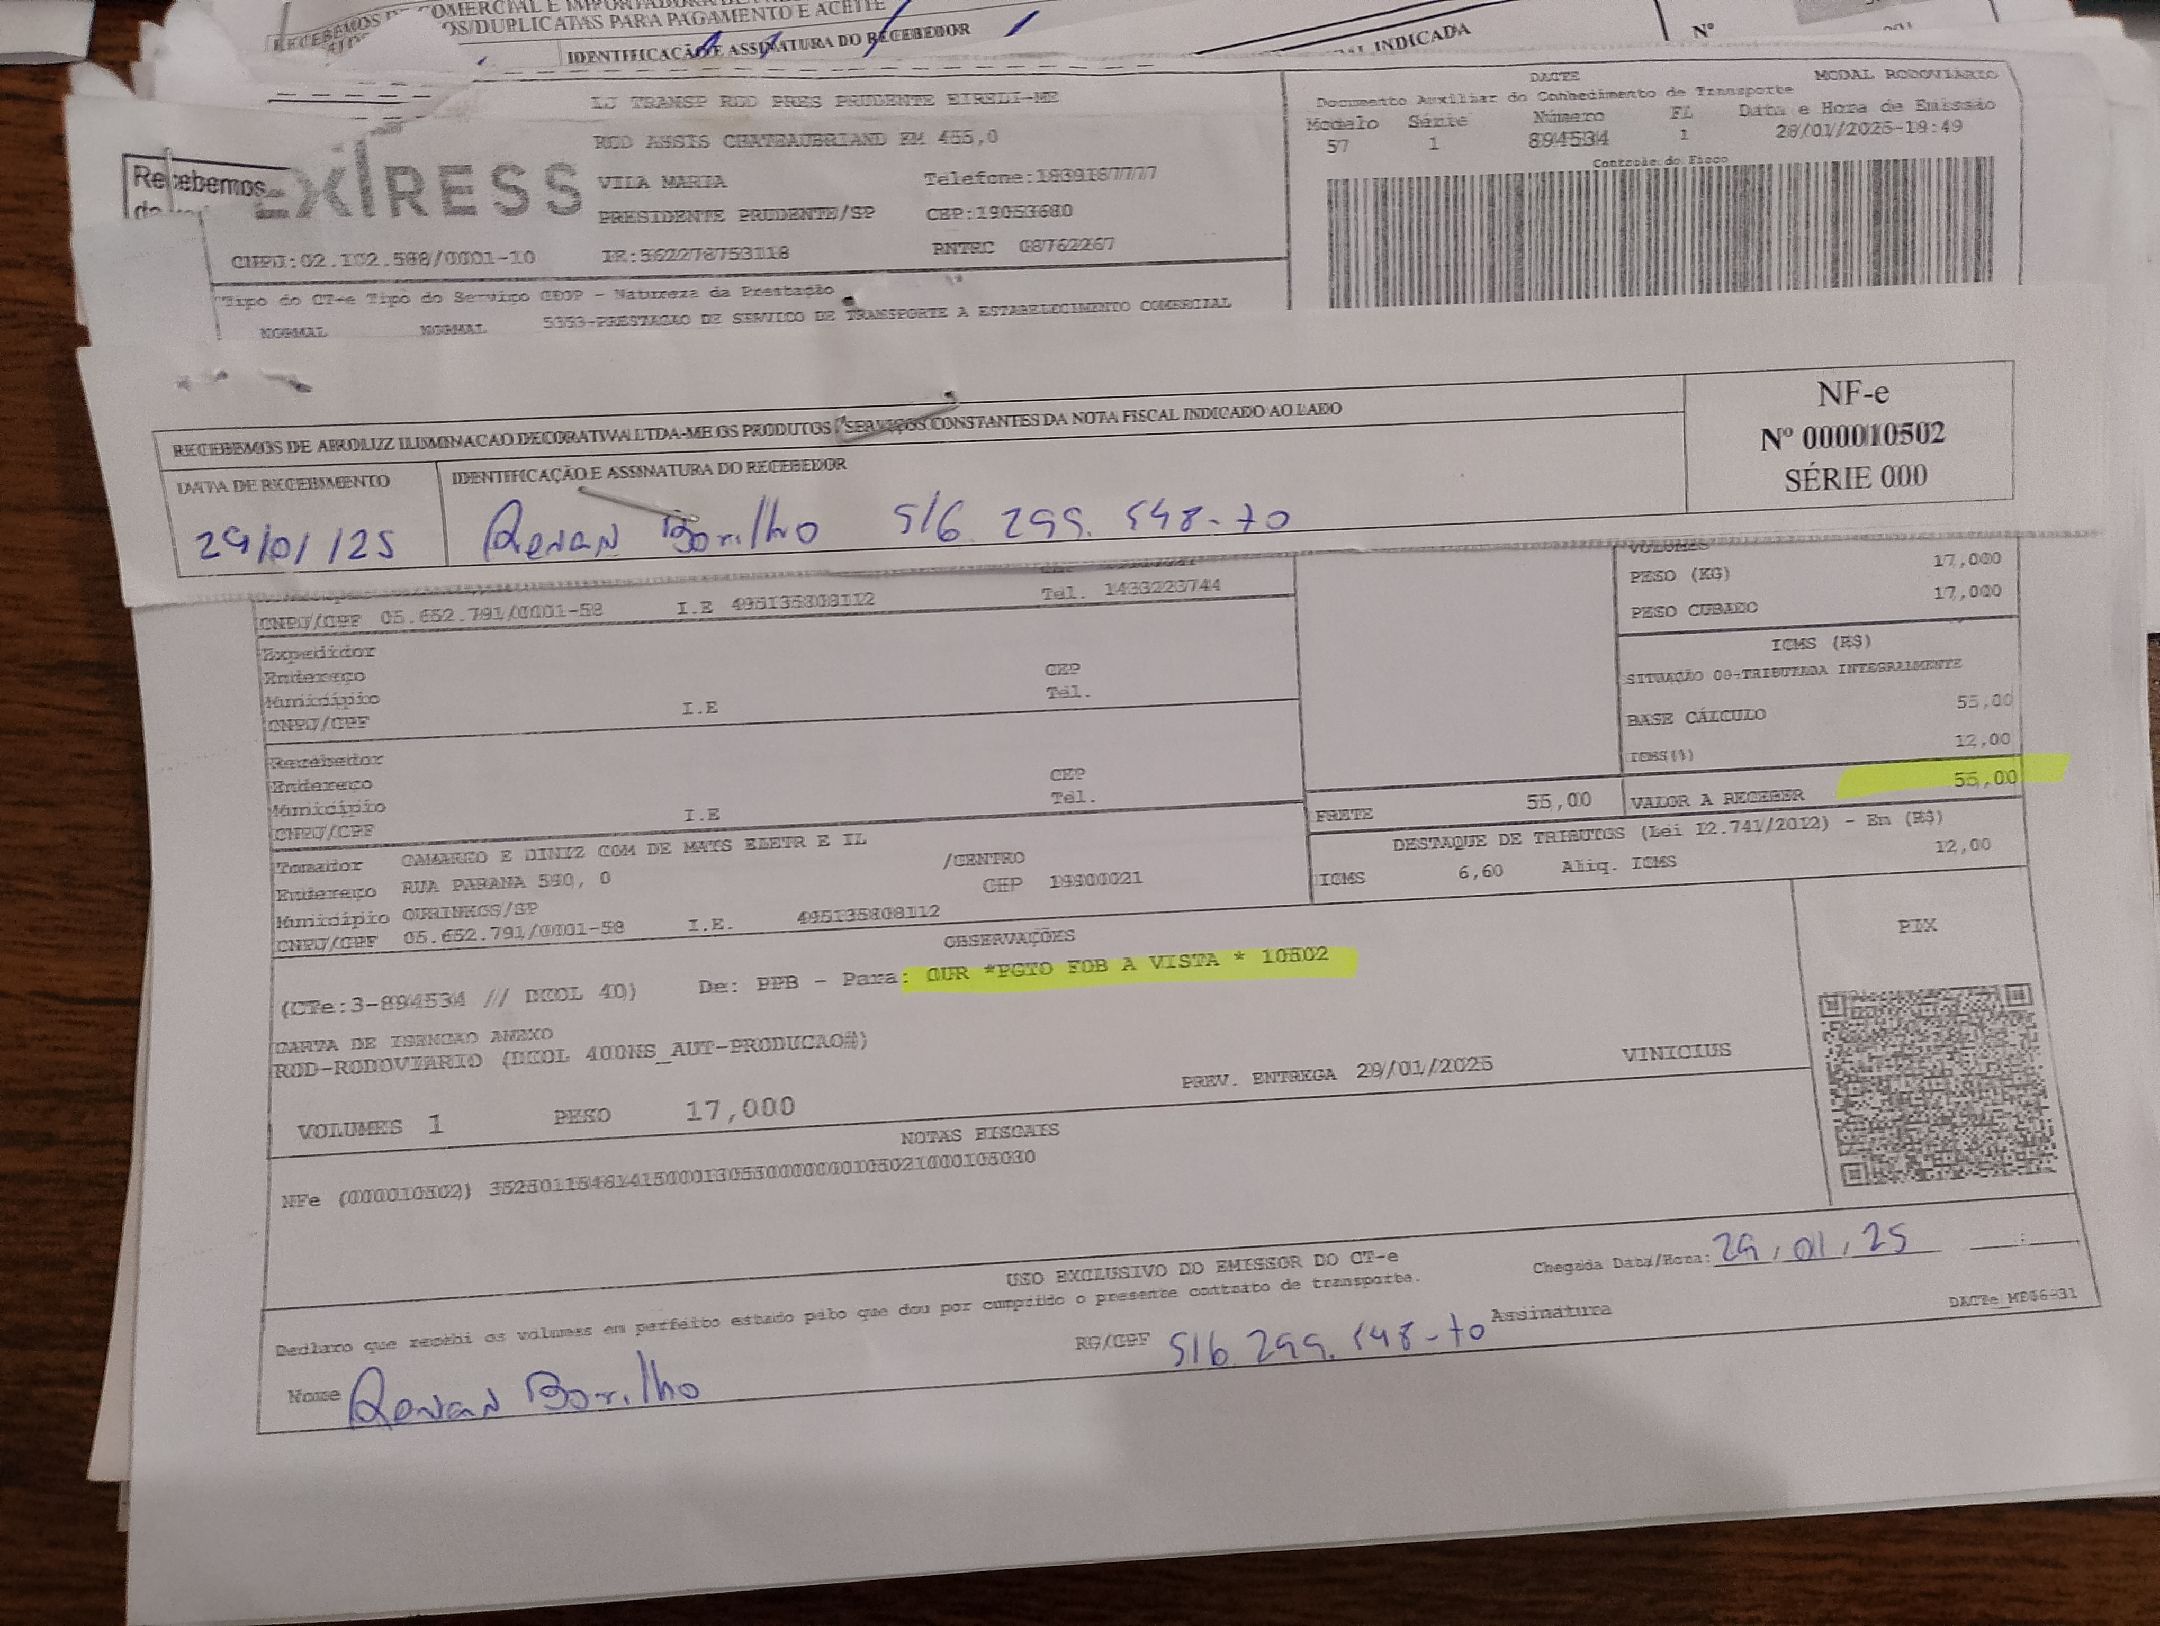 COMERCIAL E IMPORTADORA
OS/DUPLICATAS PARA PAGAMENTO E ACEITE
RECEBEMOS
IDENTIFICAÇÃO E ASSINATURA DO RECEBEDOR
INDICADA
Nº
Recebemos
EXPRESS
LJ TRANSP ROD PRES PRUDENTE EIRELI-ME
ROD ASSIS CHATEAUBRIAND KM 455,0
VILA MARIA Telefone:1839187777
PRESIDENTE PRUDENTE/SP CEP:19053680
CNPJ:02.102.588/0001-10 IE:562278753118 RNTRC 08762267
DACTE MODAL RODOVIÁRIO
Documento Auxiliar do Conhecimento de Transporte
Modelo Série Número FL Data e Hora de Emissão
57 1 894534 1 28/01/2025-19:49
Controle do Fisco
Tipo do CT-e Tipo do Serviço CFOP - Natureza da Prestação
NORMAL NORMAL 5353-PRESTACAO DE SERVICO DE TRANSPORTE A ESTABELECIMENTO COMERCIAL
RECEBEMOS DE AROLUZ ILUMINACAO DECORATIVA LTDA-ME OS PRODUTOS / SERVIÇOS CONSTANTES DA NOTA FISCAL INDICADO AO LADO
DATA DE RECEBIMENTO IDENTIFICAÇÃO E ASSINATURA DO RECEBEDOR
29/01/25 Renan Borilho 516.299.548-70
NF-e
Nº 000010502
SÉRIE 000
CNPJ/CPF 05.652.791/0001-58 I.E 495135808112 Tel. 1433223744
VOLUMES
PESO (KG) 17,000
PESO CUBADO 17,000
Expedidor
Endereço CEP
Município Tel.
CNPJ/CPF I.E
ICMS (R$)
SITUAÇÃO 00-TRIBUTADA INTEGRALMENTE
BASE CÁLCULO 55,00
ICMS(%) 12,00
Recebedor
Endereço CEP
Município Tel.
CNPJ/CPF I.E
FRETE 55,00 VALOR A RECEBER 55,00
Tomador CAMARGO E DINIZ COM DE MATS ELETR E IL
Endereço RUA PARANA 590, 0 /CENTRO
Município OURINHOS/SP CEP 19900021
CNPJ/CPF 05.652.791/0001-58 I.E. 495135808112
DESTAQUE DE TRIBUTOS (Lei 12.741/2012) - Em (R$)
ICMS 6,60 Aliq. ICMS 12,00
OBSERVAÇÕES
(CTe:3-894534 /// DCOL 40) De: PPB - Para: OUR *PGTO FOB A VISTA * 10502
CARTA DE ISENCAO ANEXO
ROD-RODOVIARIO (DCOL 400NS_AUT-PRODUCAO#)
PREV. ENTREGA 29/01/2025 VINICIUS
VOLUMES 1 PESO 17,000
PIX
NOTAS FISCAIS
NFe (000010502)
USO EXCLUSIVO DO EMISSOR DO CT-e
Declaro que recebi os volumes em perfeito estado pelo que dou por cumprido o presente contrato de transporte.
Chegada Data/Hora: 29/01/25 __:__
Nome Renan Borilho RG/CPF 516.299.548-70 Assinatura